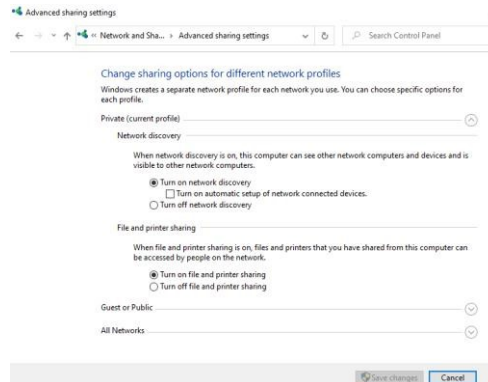 Advanced sharing settings
« Network and Sha... › Advanced sharing settings
Search Control Panel
Change sharing options for different network profiles
Windows creates a separate network profile for each network you use. You can choose specific options for
each profile.
Private (current profile)
Network discovery
When network discovery is on, this computer can see other network computers and devices and is
visible to other network computers.
Turn on network discovery
Turn on automatic setup of network connected devices.
Turn off network discovery
File and printer sharing
When file and printer sharing is on, files and printers that you have shared from this computer can
be accessed by people on the network.
Turn on file and printer sharing
Turn off file and printer sharing
Guest or Public
All Networks
Save changes Cancel